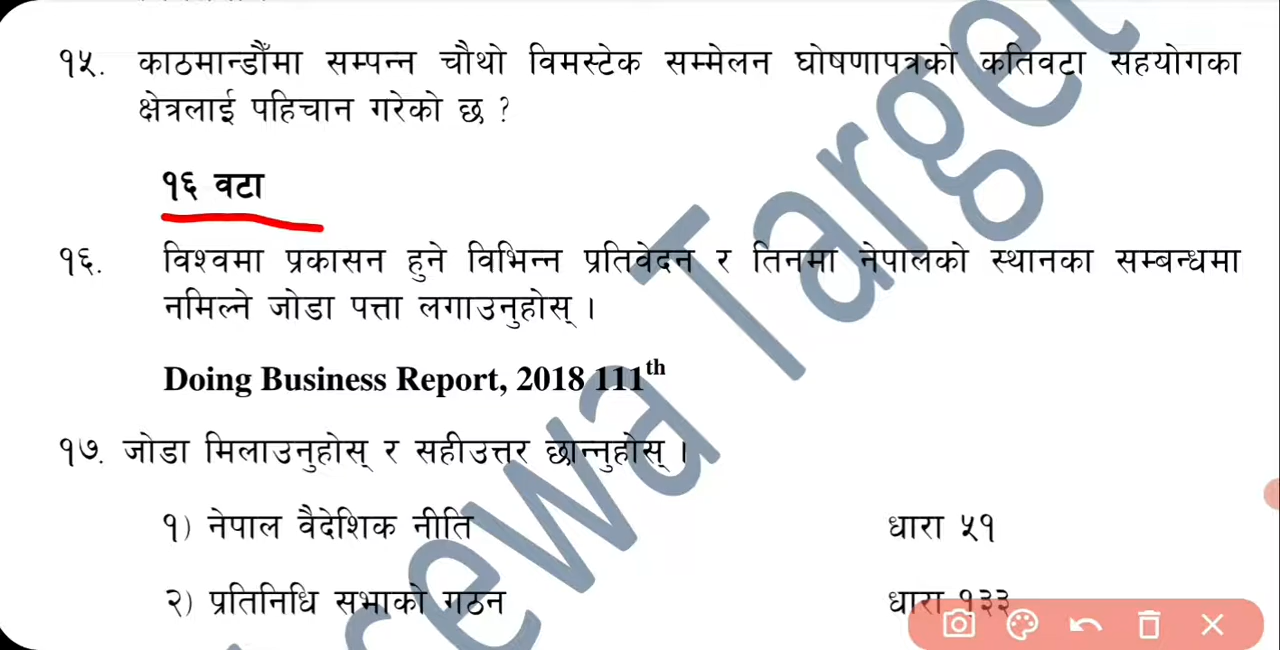 १५. काठमान्डौँमा सम्पन्न चौथो विमस्टेक सम्मेलन घोषणापत्रको कतिवटा सहयोगका
क्षेत्रलाई पहिचान गरेको छ ?
१६ वटा
१६. विश्वमा प्रकासन हुने विभिन्न प्रतिवेदन र तिनमा नेपालको स्थानका सम्बन्धमा
नमिल्ने जोडा पत्ता लगाउनुहोस् ।
Doing Business Report, 2018 111th
१७. जोडा मिलाउनुहोस् र सहीउत्तर छान्नुहोस् ।
१) नेपाल वैदेशिक नीति धारा ५१
२) प्रतिनिधि सभाको गठन धारा १३३
Target